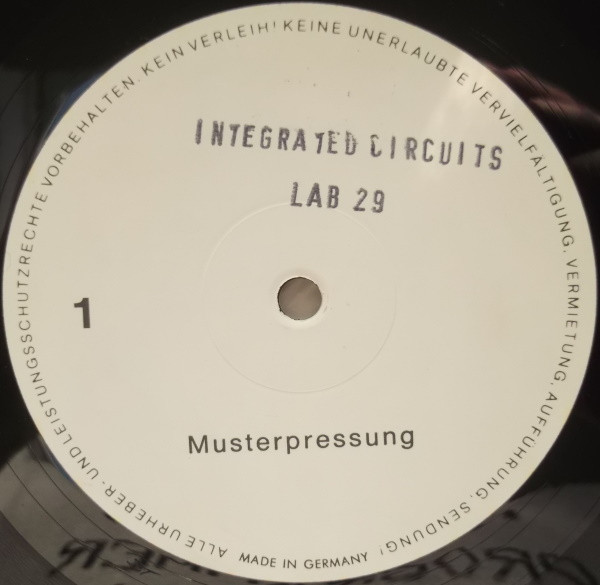 INTEGRATED CIRCUITS
LAB 29
1
Musterpressung
ALLE URHEBER- UND LEISTUNGSSCHUTZRECHTE VORBEHALTEN. KEIN VERLEIH! KEINE UNERLAUBTE VERVIELFÄLTIGUNG, VERMIETUNG, AUFFÜHRUNG, SENDUNG!
MADE IN GERMANY